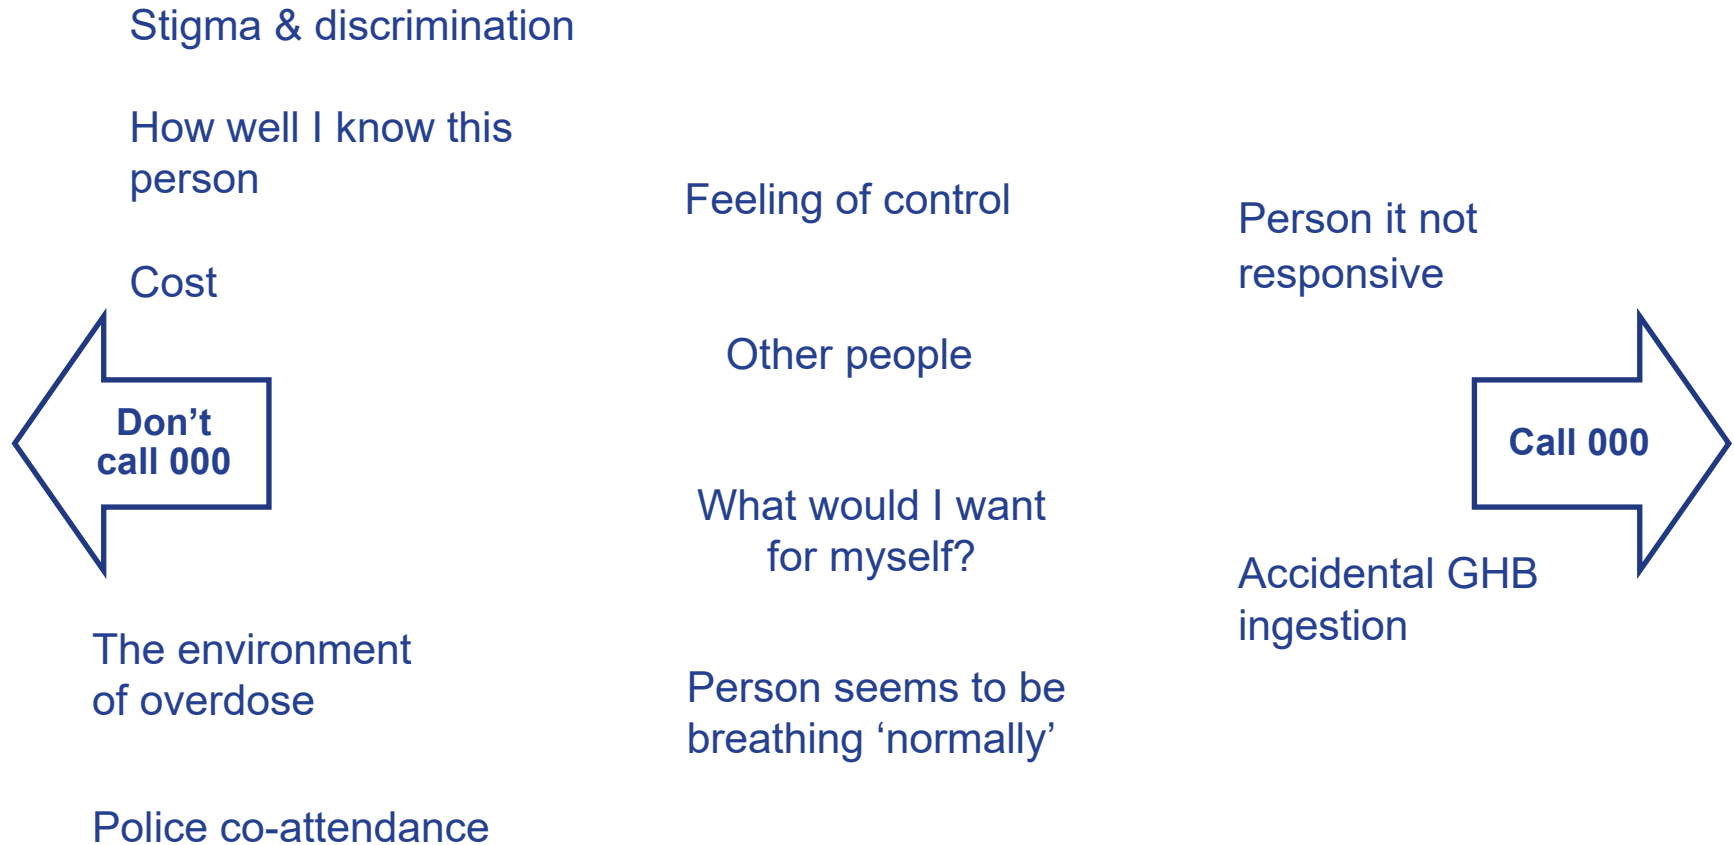 Stigma & discrimination
How well I know this
person
Cost
Don’t
call 000
The environment
of overdose
Police co-attendance
Feeling of control
Other people
What would I want
for myself?
Person seems to be
breathing ‘normally’
Person it not
responsive
Call 000
Accidental GHB
ingestion